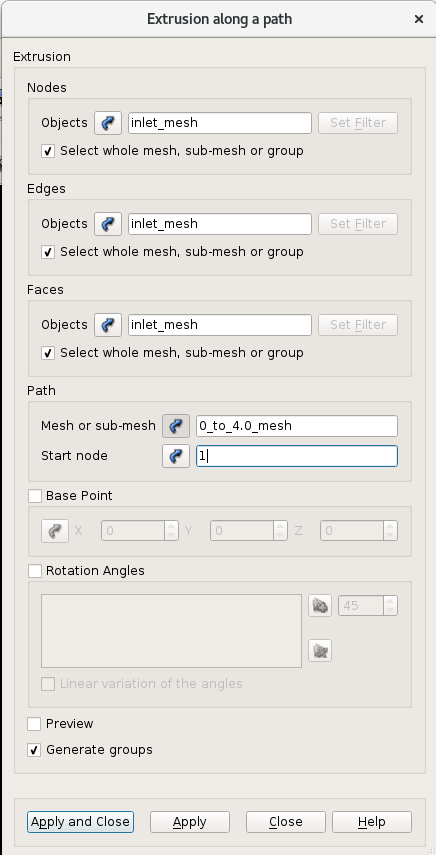 Extrusion along a path
Extrusion
Nodes
Objects inlet_mesh Set Filter
Select whole mesh, sub-mesh or group
Edges
Objects inlet_mesh Set Filter
Select whole mesh, sub-mesh or group
Faces
Objects inlet_mesh Set Filter
Select whole mesh, sub-mesh or group
Path
Mesh or sub-mesh 0_to_4.0_mesh
Start node 1
Base Point
X 0 Y 0 Z 0
Rotation Angles
45
Linear variation of the angles
Preview
Generate groups
Apply and Close Apply Close Help